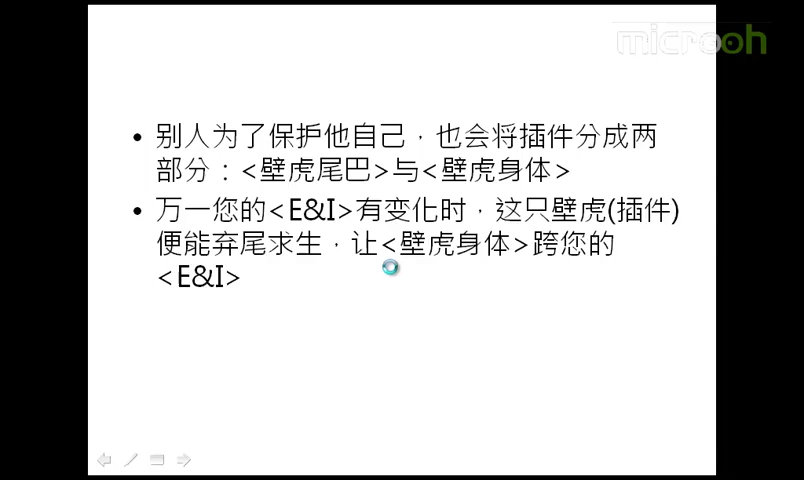 microoh
• 别人为了保护他自己，也会将插件分成两
部分：<壁虎尾巴>与<壁虎身体>
• 万一您的<E&I>有变化时，这只壁虎(插件)
便能弃尾求生，让<壁虎身体>跨您的
<E&I>